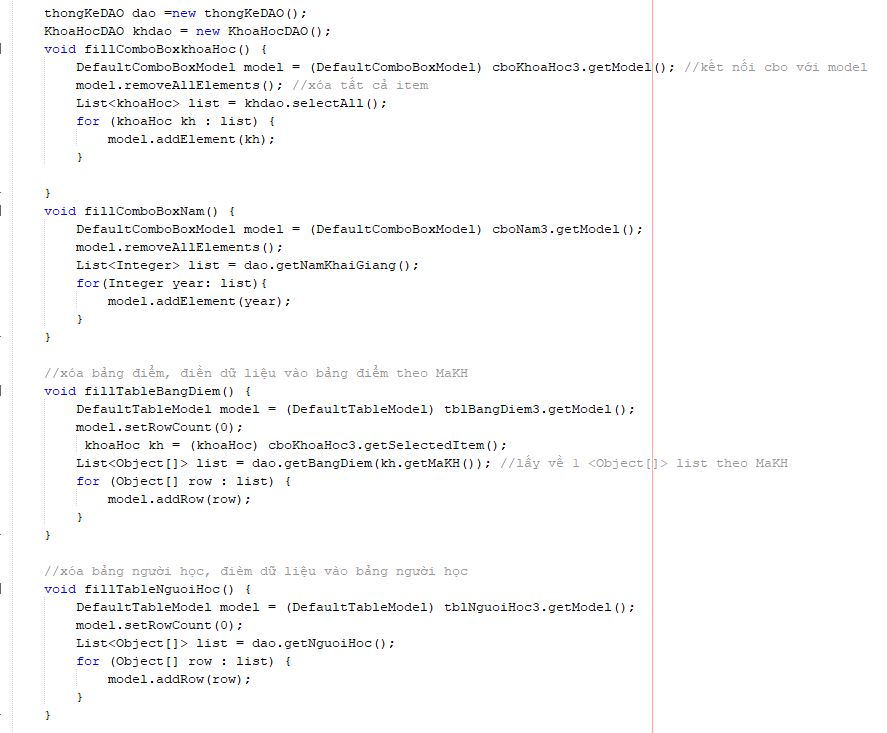 thongKeDAO dao =new thongKeDAO();
KhoaHocDAO khdao = new KhoaHocDAO();
void fillComboBoxkhoaHoc() {
DefaultComboBoxModel model = (DefaultComboBoxModel) cboKhoaHoc3.getModel(); //kết nối cbo với model
model.removeAllElements(); //xóa tất cả item
List<khoaHoc> list = khdao.selectAll();
for (khoaHoc kh : list) {
model.addElement(kh);
}
}
void fillComboBoxNam() {
DefaultComboBoxModel model = (DefaultComboBoxModel) cboNam3.getModel();
model.removeAllElements();
List<Integer> list = dao.getNamKhaiGiang();
for(Integer year: list){
model.addElement(year);
}
}
//xóa bảng điểm, điền dữ liệu vào bảng điểm theo MaKH
void fillTableBangDiem() {
DefaultTableModel model = (DefaultTableModel) tblBangDiem3.getModel();
model.setRowCount(0);
khoaHoc kh = (khoaHoc) cboKhoaHoc3.getSelectedItem();
List<Object[]> list = dao.getBangDiem(kh.getMaKH()); //lấy về 1 <Object[]> list theo MaKH
for (Object[] row : list) {
model.addRow(row);
}
}
//xóa bảng người học, đièm dữ liệu vào bảng người học
void fillTableNguoiHoc() {
DefaultTableModel model = (DefaultTableModel) tblNguoiHoc3.getModel();
model.setRowCount(0);
List<Object[]> list = dao.getNguoiHoc();
for (Object[] row : list) {
model.addRow(row);
}
}